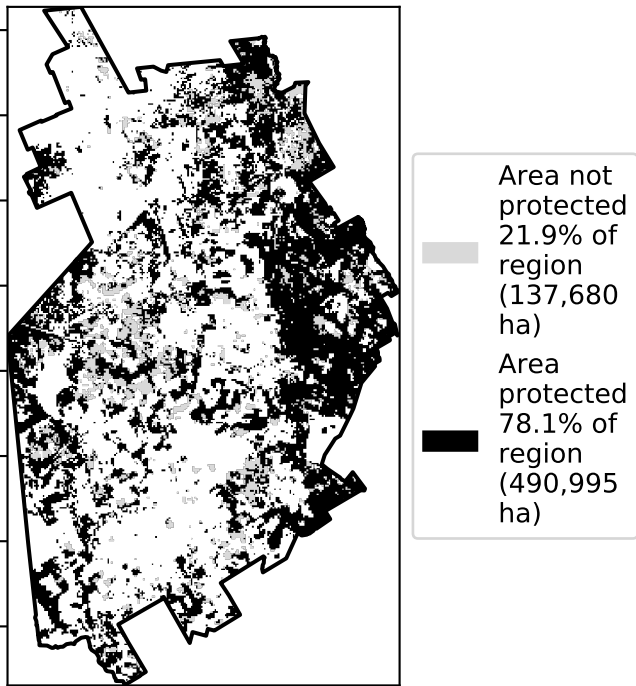 Area not
protected
21.9% of
region
(137,680
ha)
Area
protected
78.1% of
region
(490,995
ha)